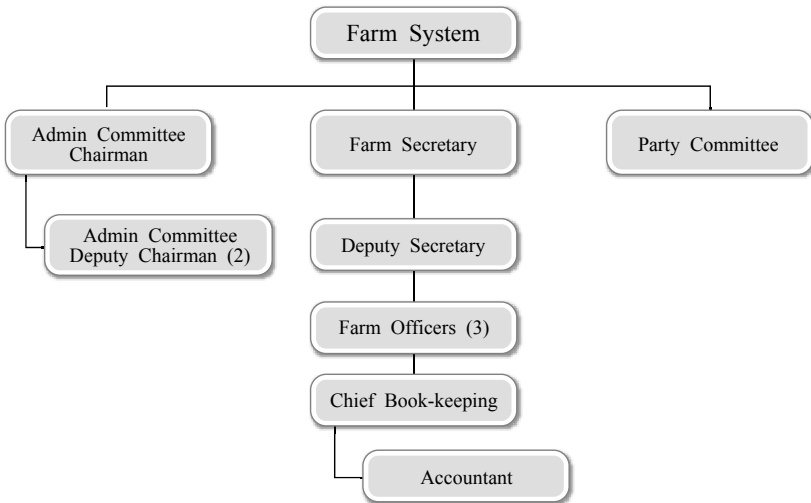 Farm System
Admin Committee
Chairman
Farm Secretary
Party Committee
Admin Committee
Deputy Chairman (2)
Deputy Secretary
Farm Officers (3)
Chief Book-keeping
Accountant